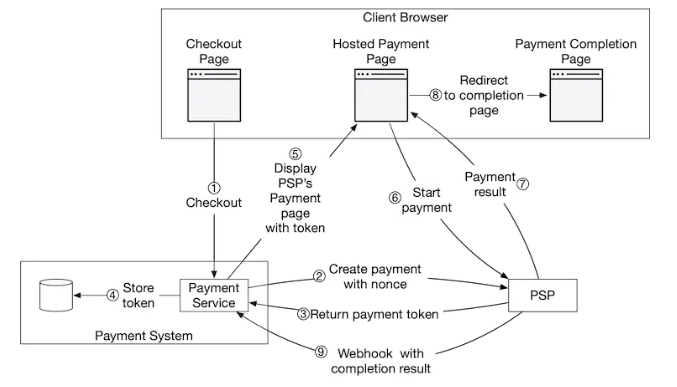 Client Browser
Checkout
Page
Hosted Payment
Page
Payment Completion
Page
Redirect
⑧ to completion
page
⑤
Display
PSP's
Payment
page
with token
①
Checkout
⑥ Start
payment
Payment ⑦
result
② Create payment
with nonce
④ Store
token
Payment
Service
PSP
③Return payment token
Payment System
⑨ Webhook with
completion result